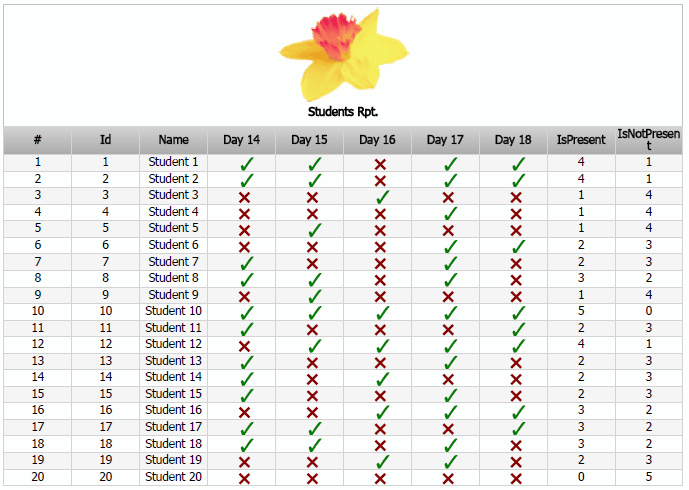 Students Rpt.
# Id Name Day 14 Day 15 Day 16 Day 17 Day 18 IsPresent IsNotPresen
t
1 1 Student 1 ✓ ✓ ✗ ✓ ✓ 4 1
2 2 Student 2 ✓ ✓ ✗ ✓ ✓ 4 1
3 3 Student 3 ✗ ✗ ✓ ✗ ✗ 1 4
4 4 Student 4 ✗ ✗ ✗ ✓ ✗ 1 4
5 5 Student 5 ✗ ✓ ✗ ✗ ✗ 1 4
6 6 Student 6 ✗ ✗ ✗ ✓ ✓ 2 3
7 7 Student 7 ✓ ✗ ✗ ✓ ✗ 2 3
8 8 Student 8 ✓ ✓ ✗ ✓ ✗ 3 2
9 9 Student 9 ✗ ✓ ✗ ✗ ✗ 1 4
10 10 Student 10 ✓ ✓ ✓ ✓ ✓ 5 0
11 11 Student 11 ✓ ✗ ✗ ✗ ✓ 2 3
12 12 Student 12 ✗ ✓ ✓ ✓ ✓ 4 1
13 13 Student 13 ✓ ✗ ✗ ✓ ✗ 2 3
14 14 Student 14 ✓ ✗ ✓ ✗ ✗ 2 3
15 15 Student 15 ✓ ✗ ✗ ✓ ✗ 2 3
16 16 Student 16 ✗ ✗ ✓ ✓ ✓ 3 2
17 17 Student 17 ✓ ✓ ✗ ✗ ✓ 3 2
18 18 Student 18 ✓ ✓ ✗ ✓ ✗ 3 2
19 19 Student 19 ✗ ✗ ✓ ✓ ✗ 2 3
20 20 Student 20 ✗ ✗ ✗ ✗ ✗ 0 5